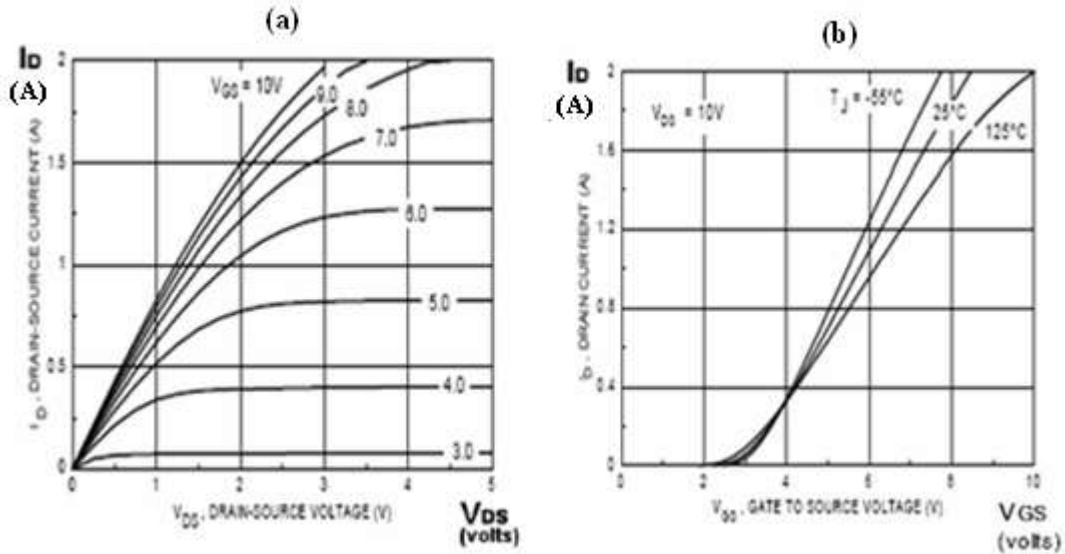 (a)
ID
(A)
2
1.5
1
0.5
0
ID, DRAIN-SOURCE CURRENT (A)
VGS = 10V
9.0
8.0
7.0
6.0
5.0
4.0
3.0
0 1 2 3 4 5
VDS, DRAIN-SOURCE VOLTAGE (V)
VDS
(volts)
(b)
ID
(A)
2
1.6
1.2
0.8
0.4
0
ID, DRAIN CURRENT (A)
VDS = 10V
TJ = -55°C
25°C
125°C
0 2 4 6 8 10
VGS, GATE TO SOURCE VOLTAGE (V)
VGS
(volts)